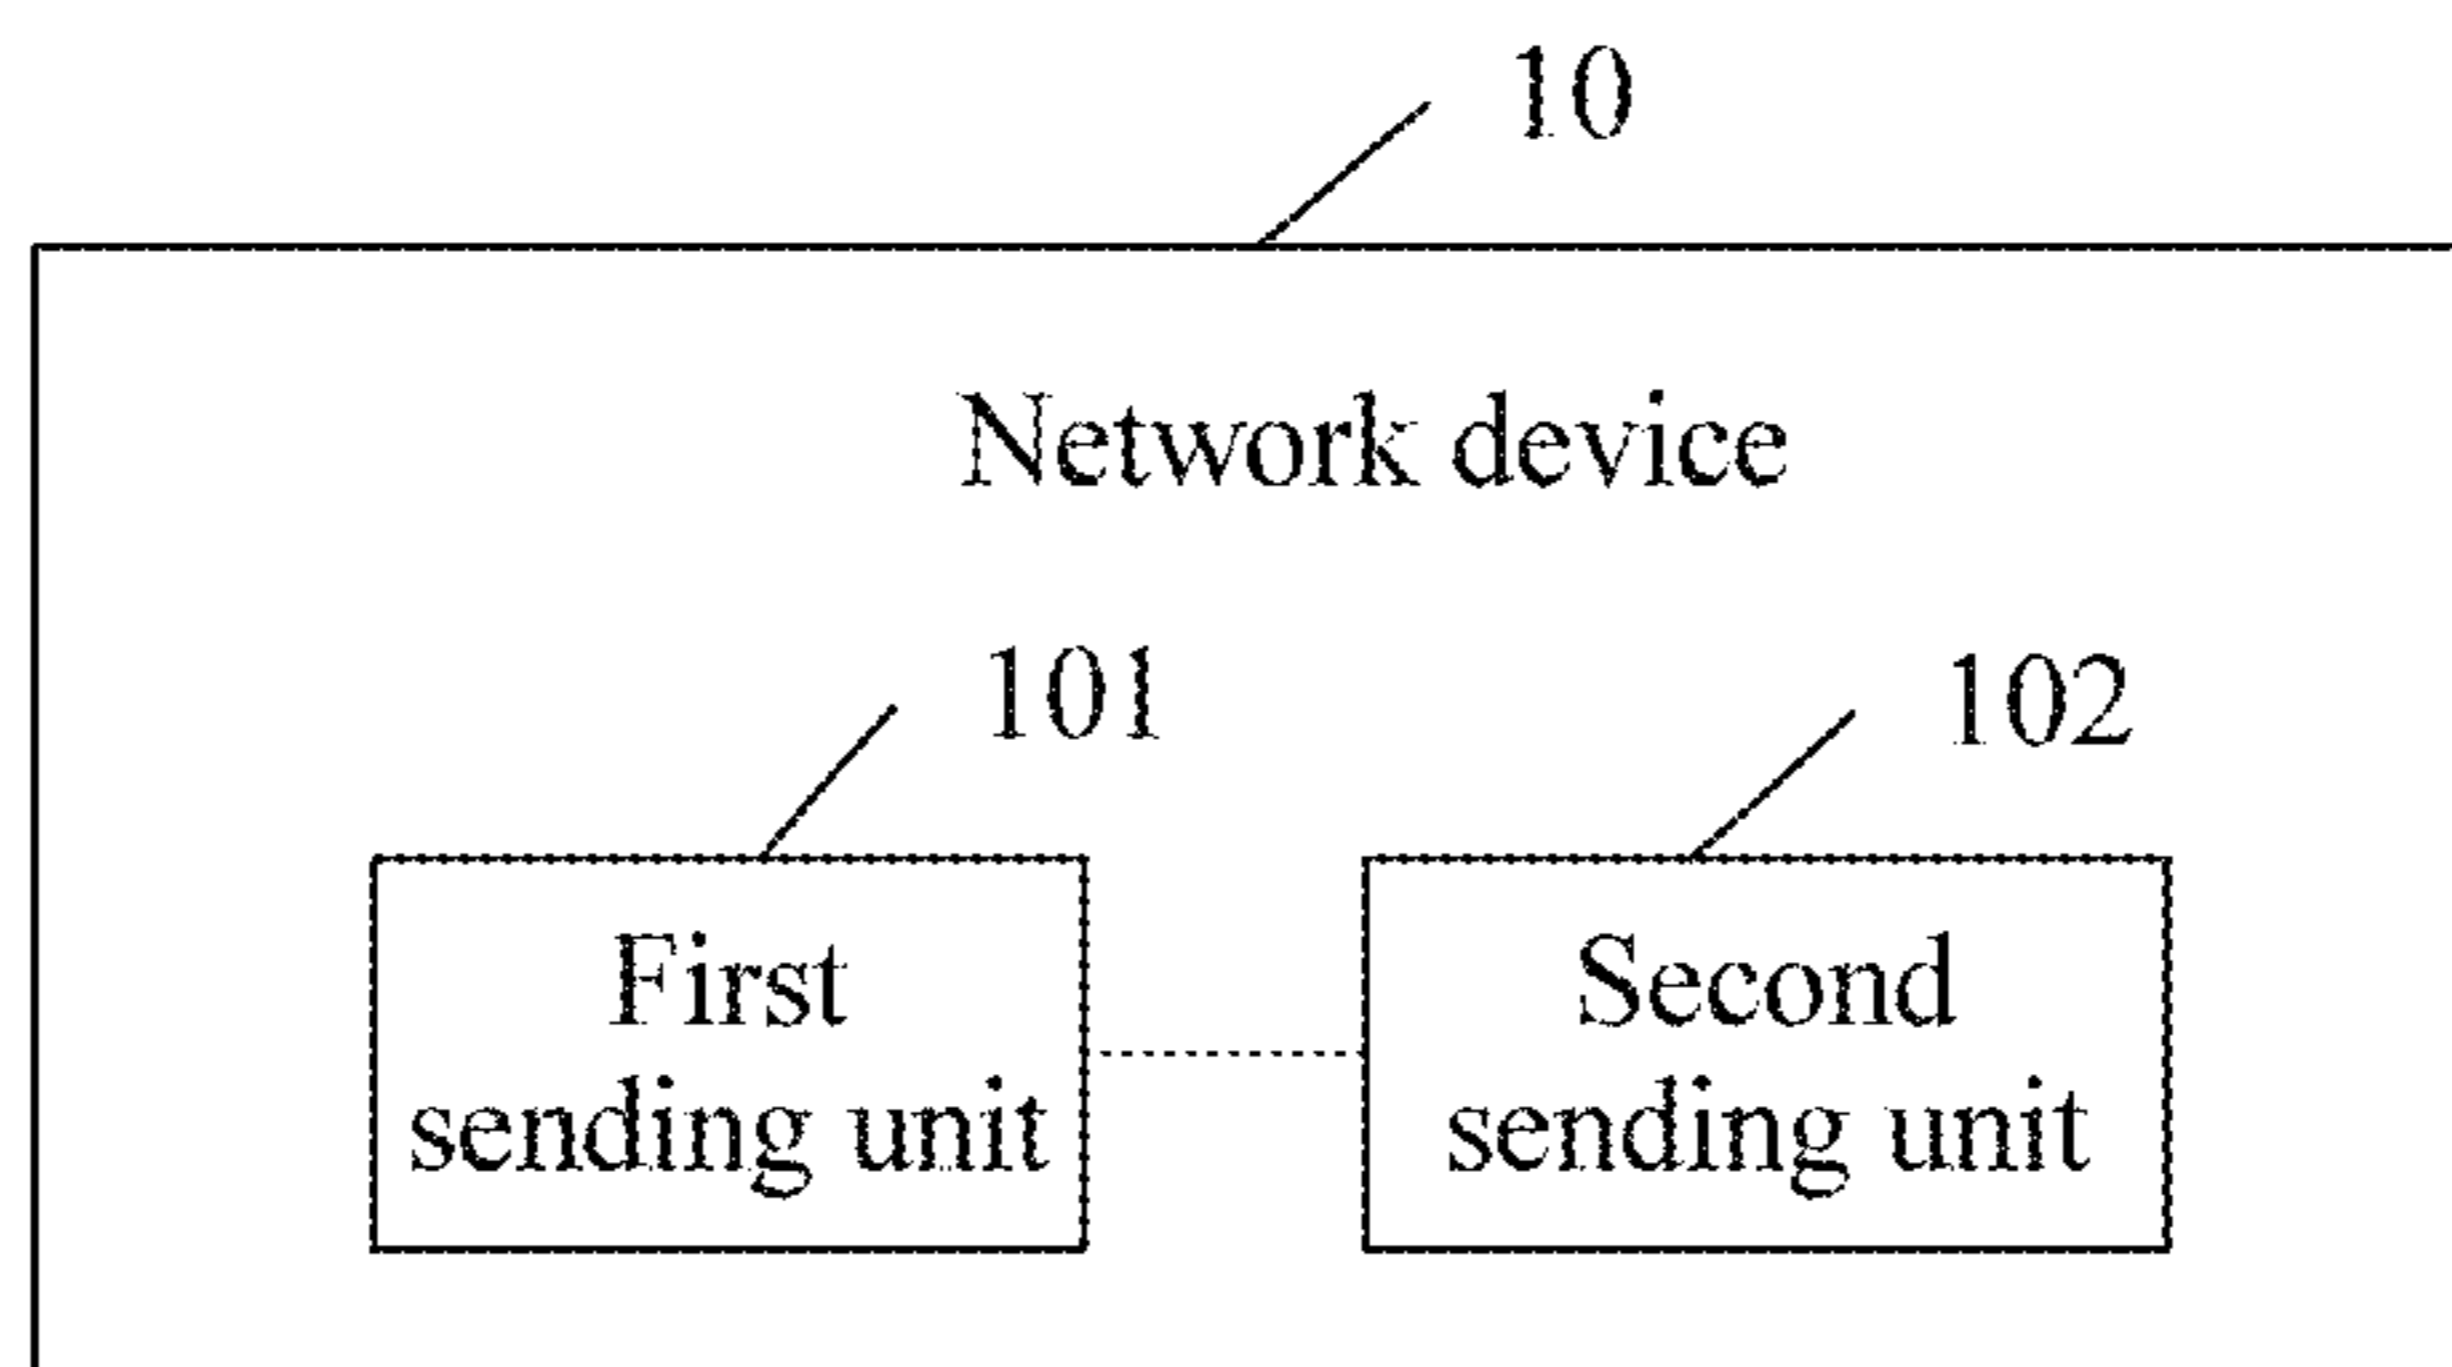 10
Network device
101
102
First
sending unit
Second
sending unit